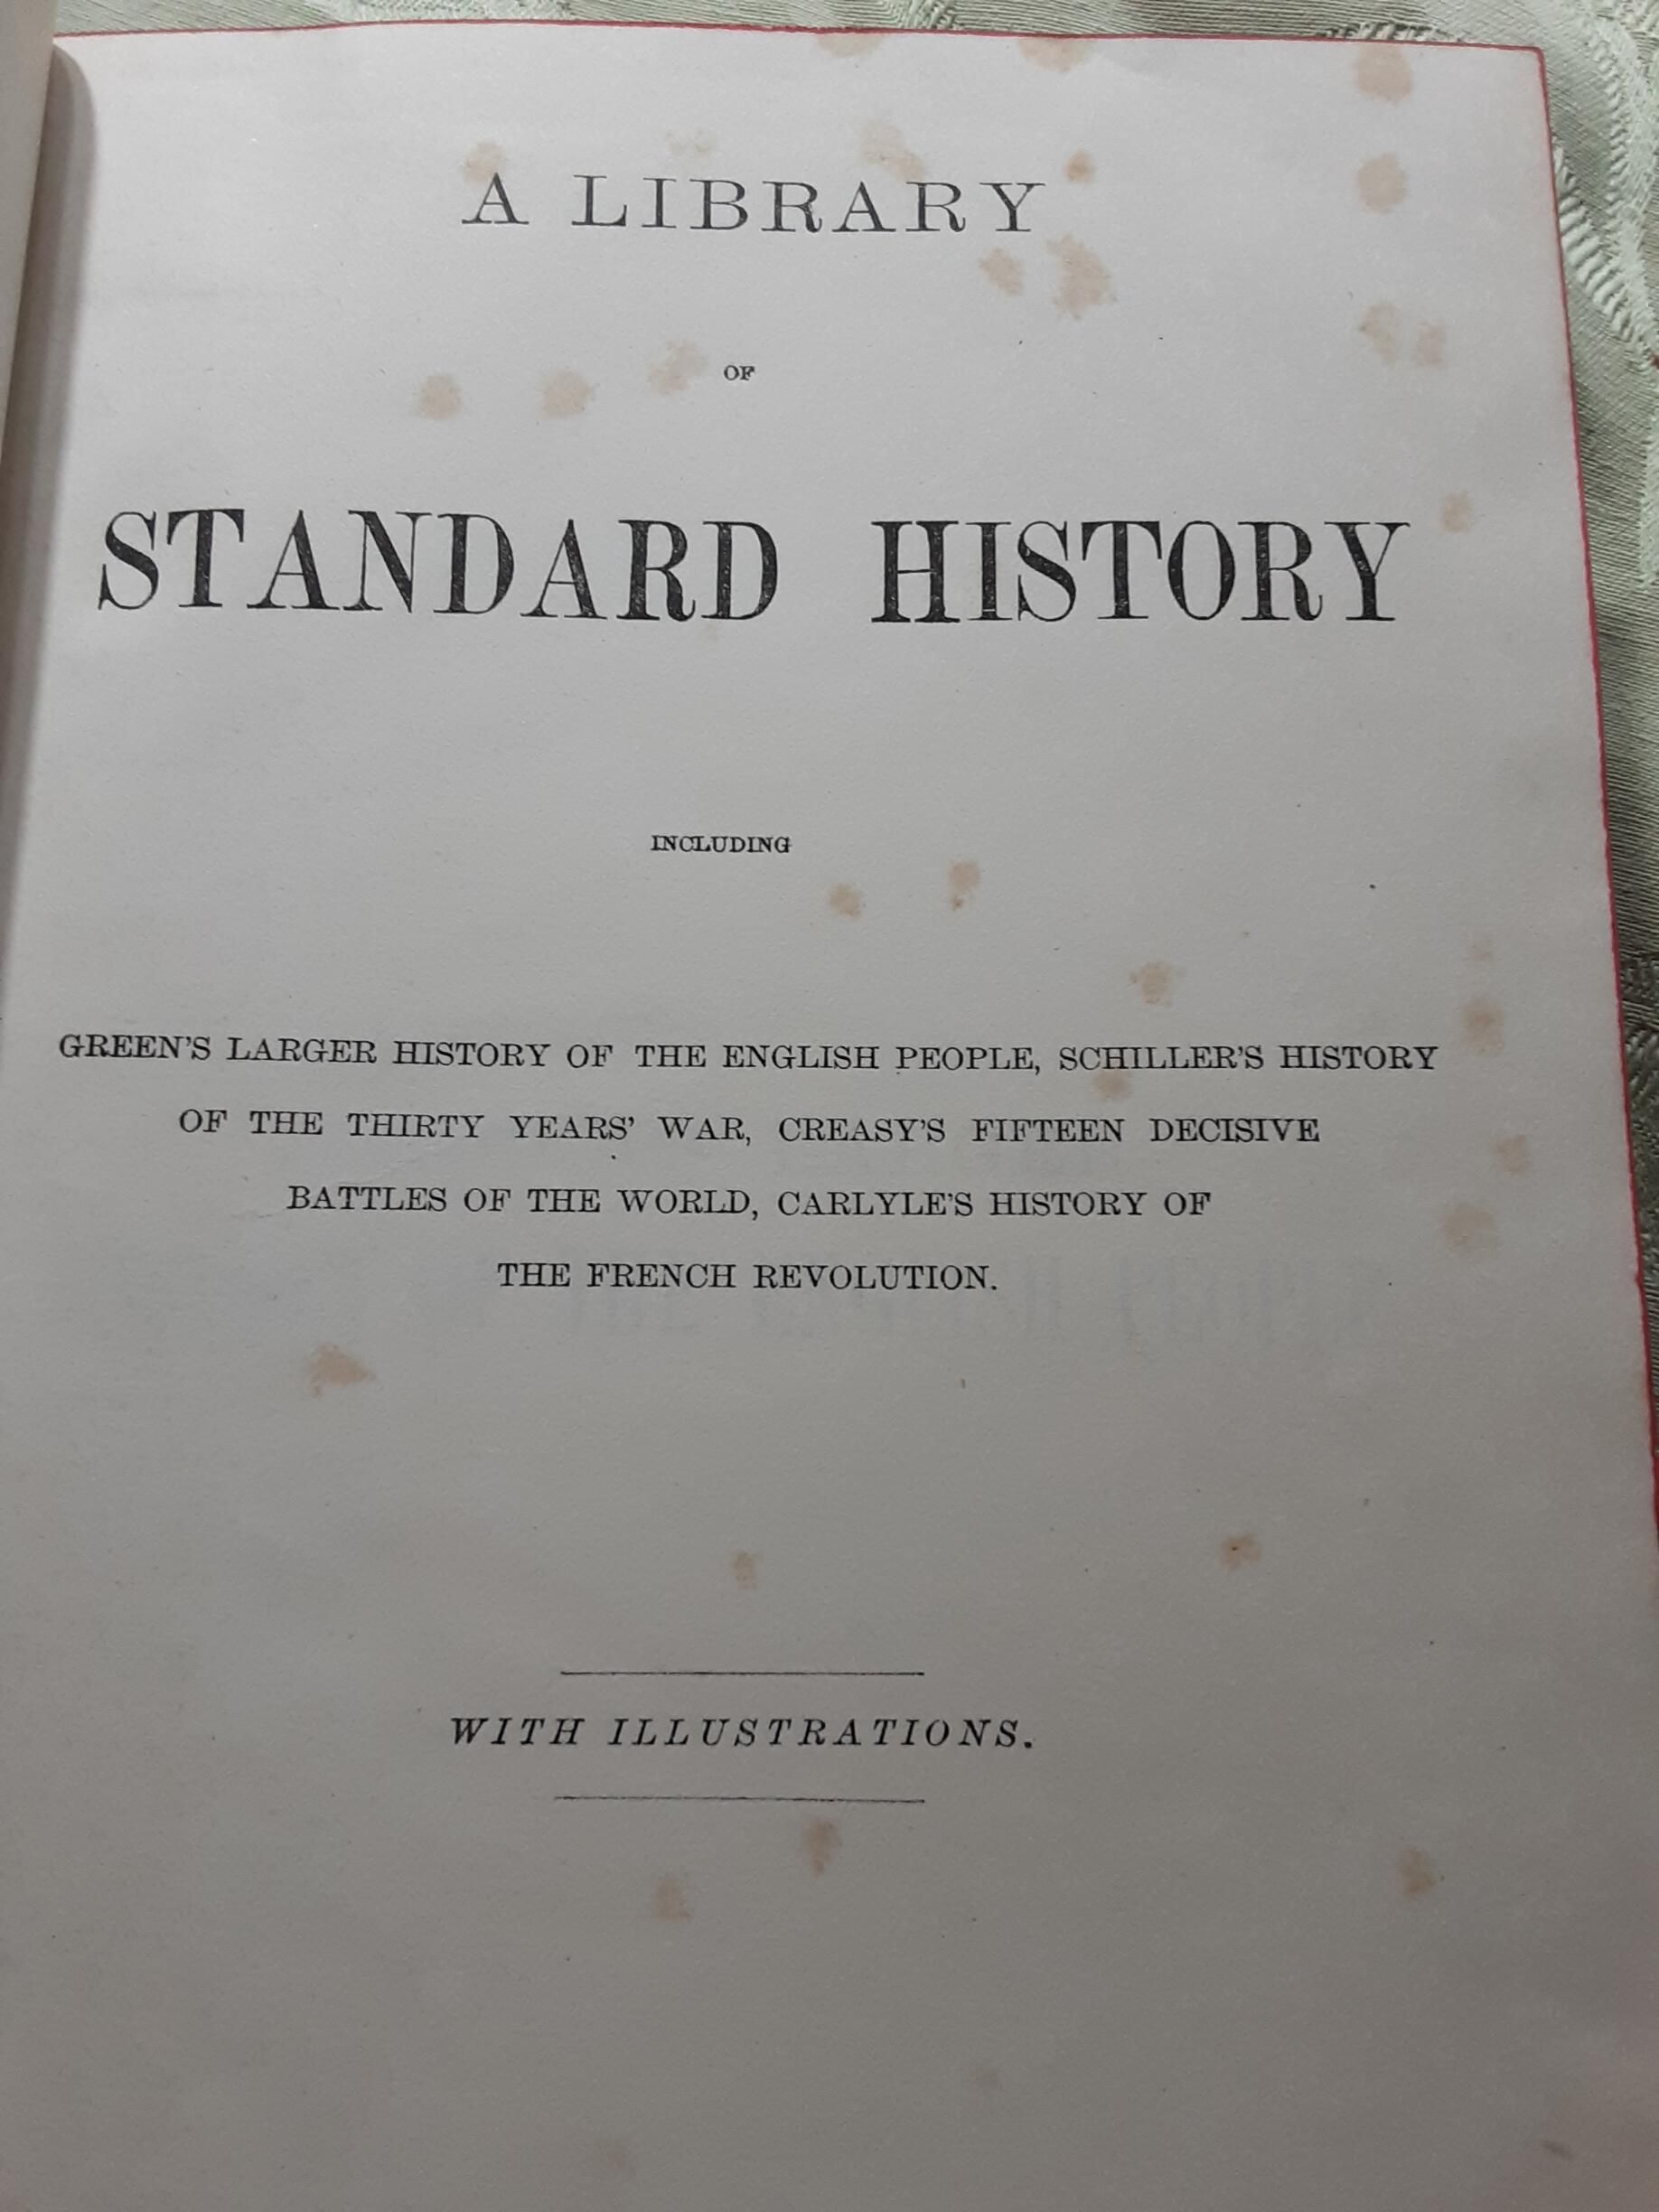 A LIBRARY
OF
STANDARD HISTORY
INCLUDING
GREEN'S LARGER HISTORY OF THE ENGLISH PEOPLE, SCHILLER'S HISTORY
OF THE THIRTY YEARS' WAR, CREASY'S FIFTEEN DECISIVE
BATTLES OF THE WORLD, CARLYLE'S HISTORY OF
THE FRENCH REVOLUTION.
WITH ILLUSTRATIONS.